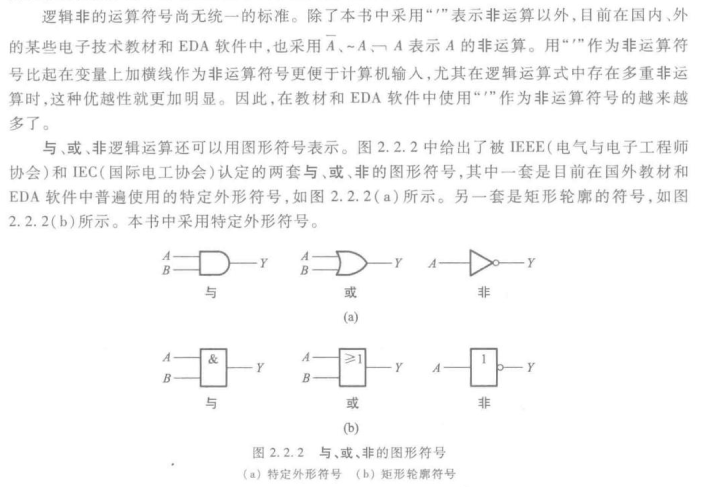 逻辑非的运算符号尚无统一的标准。除了本书中采用“′”表示非运算以外,目前在国内、外
的某些电子技术教材和 EDA 软件中,也采用 A̅、~A、¬ A 表示 A 的非运算。用“′”作为非运算符
号比起在变量上加横线作为非运算符号更便于计算机输入,尤其在逻辑运算式中存在多重非运
算时,这种优越性就更加明显。因此,在教材和 EDA 软件中使用“′”作为非运算符号的越来越
多了。
与、或、非逻辑运算还可以用图形符号表示。图 2.2.2 中给出了被 IEEE(电气与电子工程师
协会)和 IEC(国际电工协会)认定的两套与、或、非的图形符号,其中一套是目前在国外教材和
EDA 软件中普遍使用的特定外形符号,如图 2.2.2(a)所示。另一套是矩形轮廓的符号,如图
2.2.2(b)所示。本书中采用特定外形符号。
A B Y A B Y A Y
与 或 非
(a)
A B & Y A B ≥1 Y A 1 Y
与 或 非
(b)
图 2.2.2 与、或、非的图形符号
(a) 特定外形符号 (b) 矩形轮廓符号